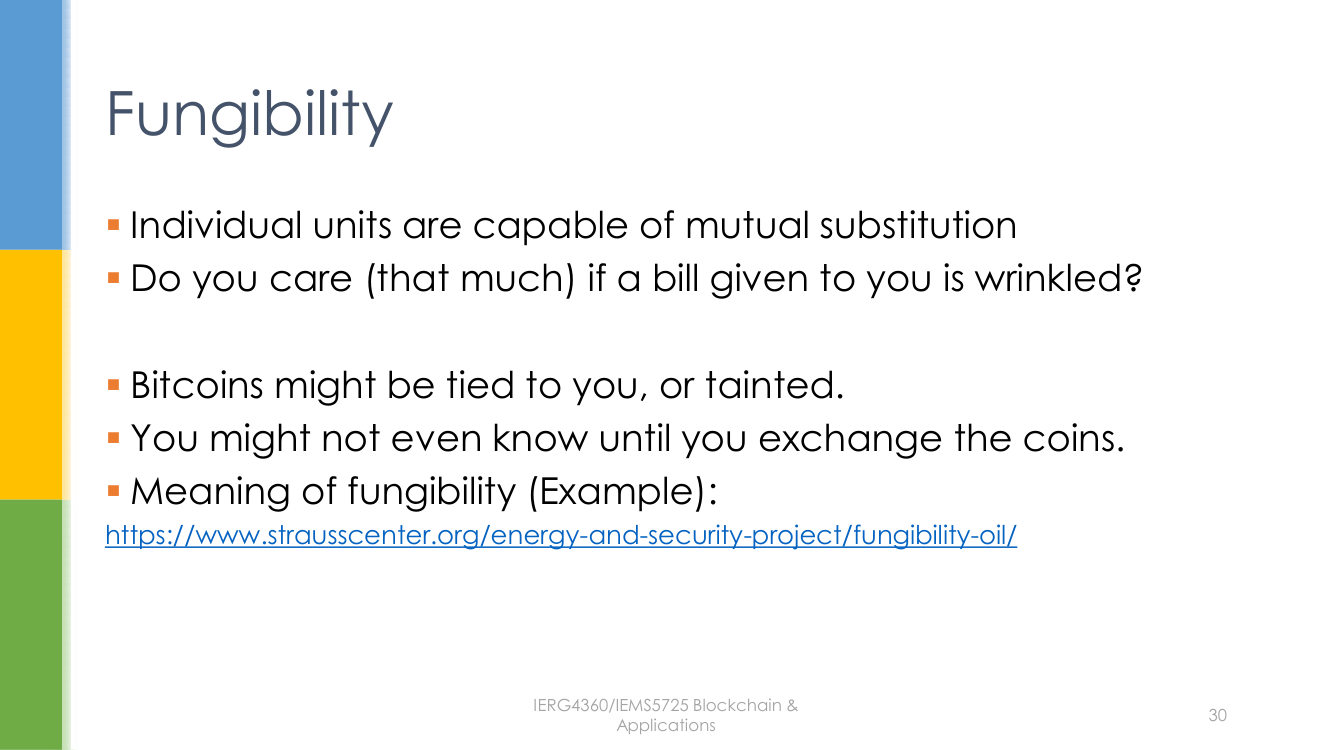 Fungibility
Individual units are capable of mutual substitution
Do you care (that much) if a bill given to you is wrinkled?
Bitcoins might be tied to you, or tainted.
You might not even know until you exchange the coins.
Meaning of fungibility (Example):
https://www.strausscenter.org/energy-and-security-project/fungibility-oil/
IERG4360/IEMS5725 Blockchain &
Applications
30